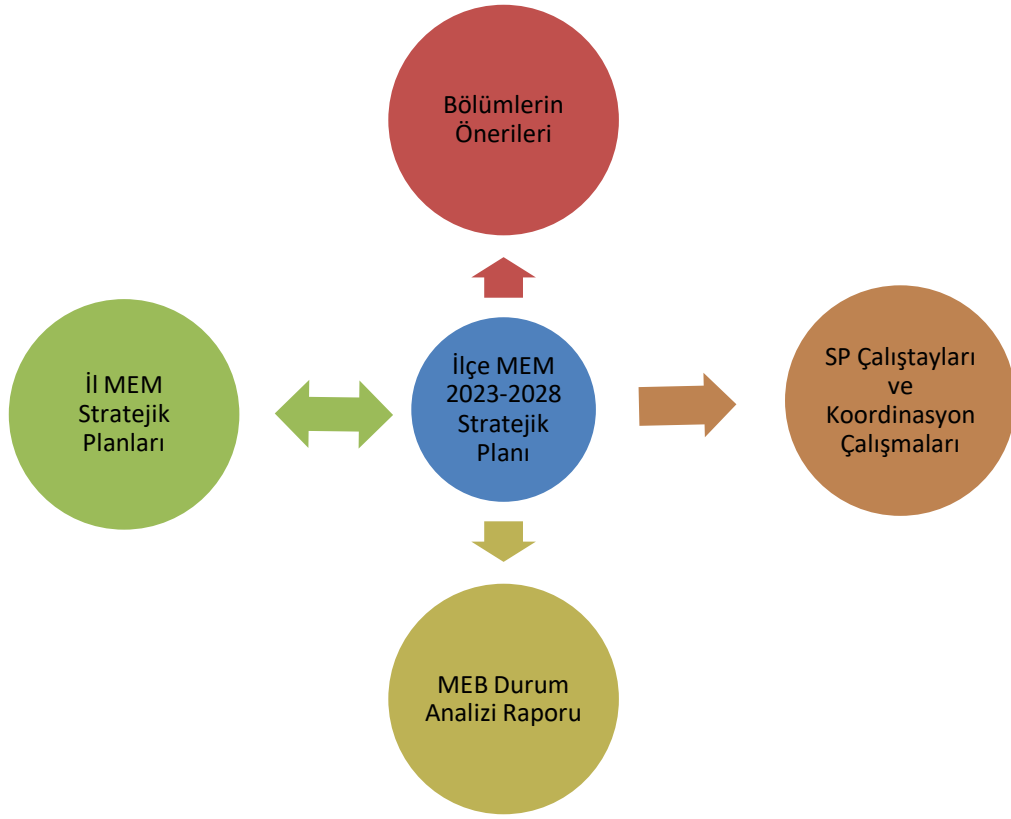 Bölümlerin
Önerileri
İl MEM
Stratejik
Planları
İlçe MEM
2023-2028
Stratejik
Planı
SP Çalıştayları
ve
Koordinasyon
Çalışmaları
MEB Durum
Analizi Raporu